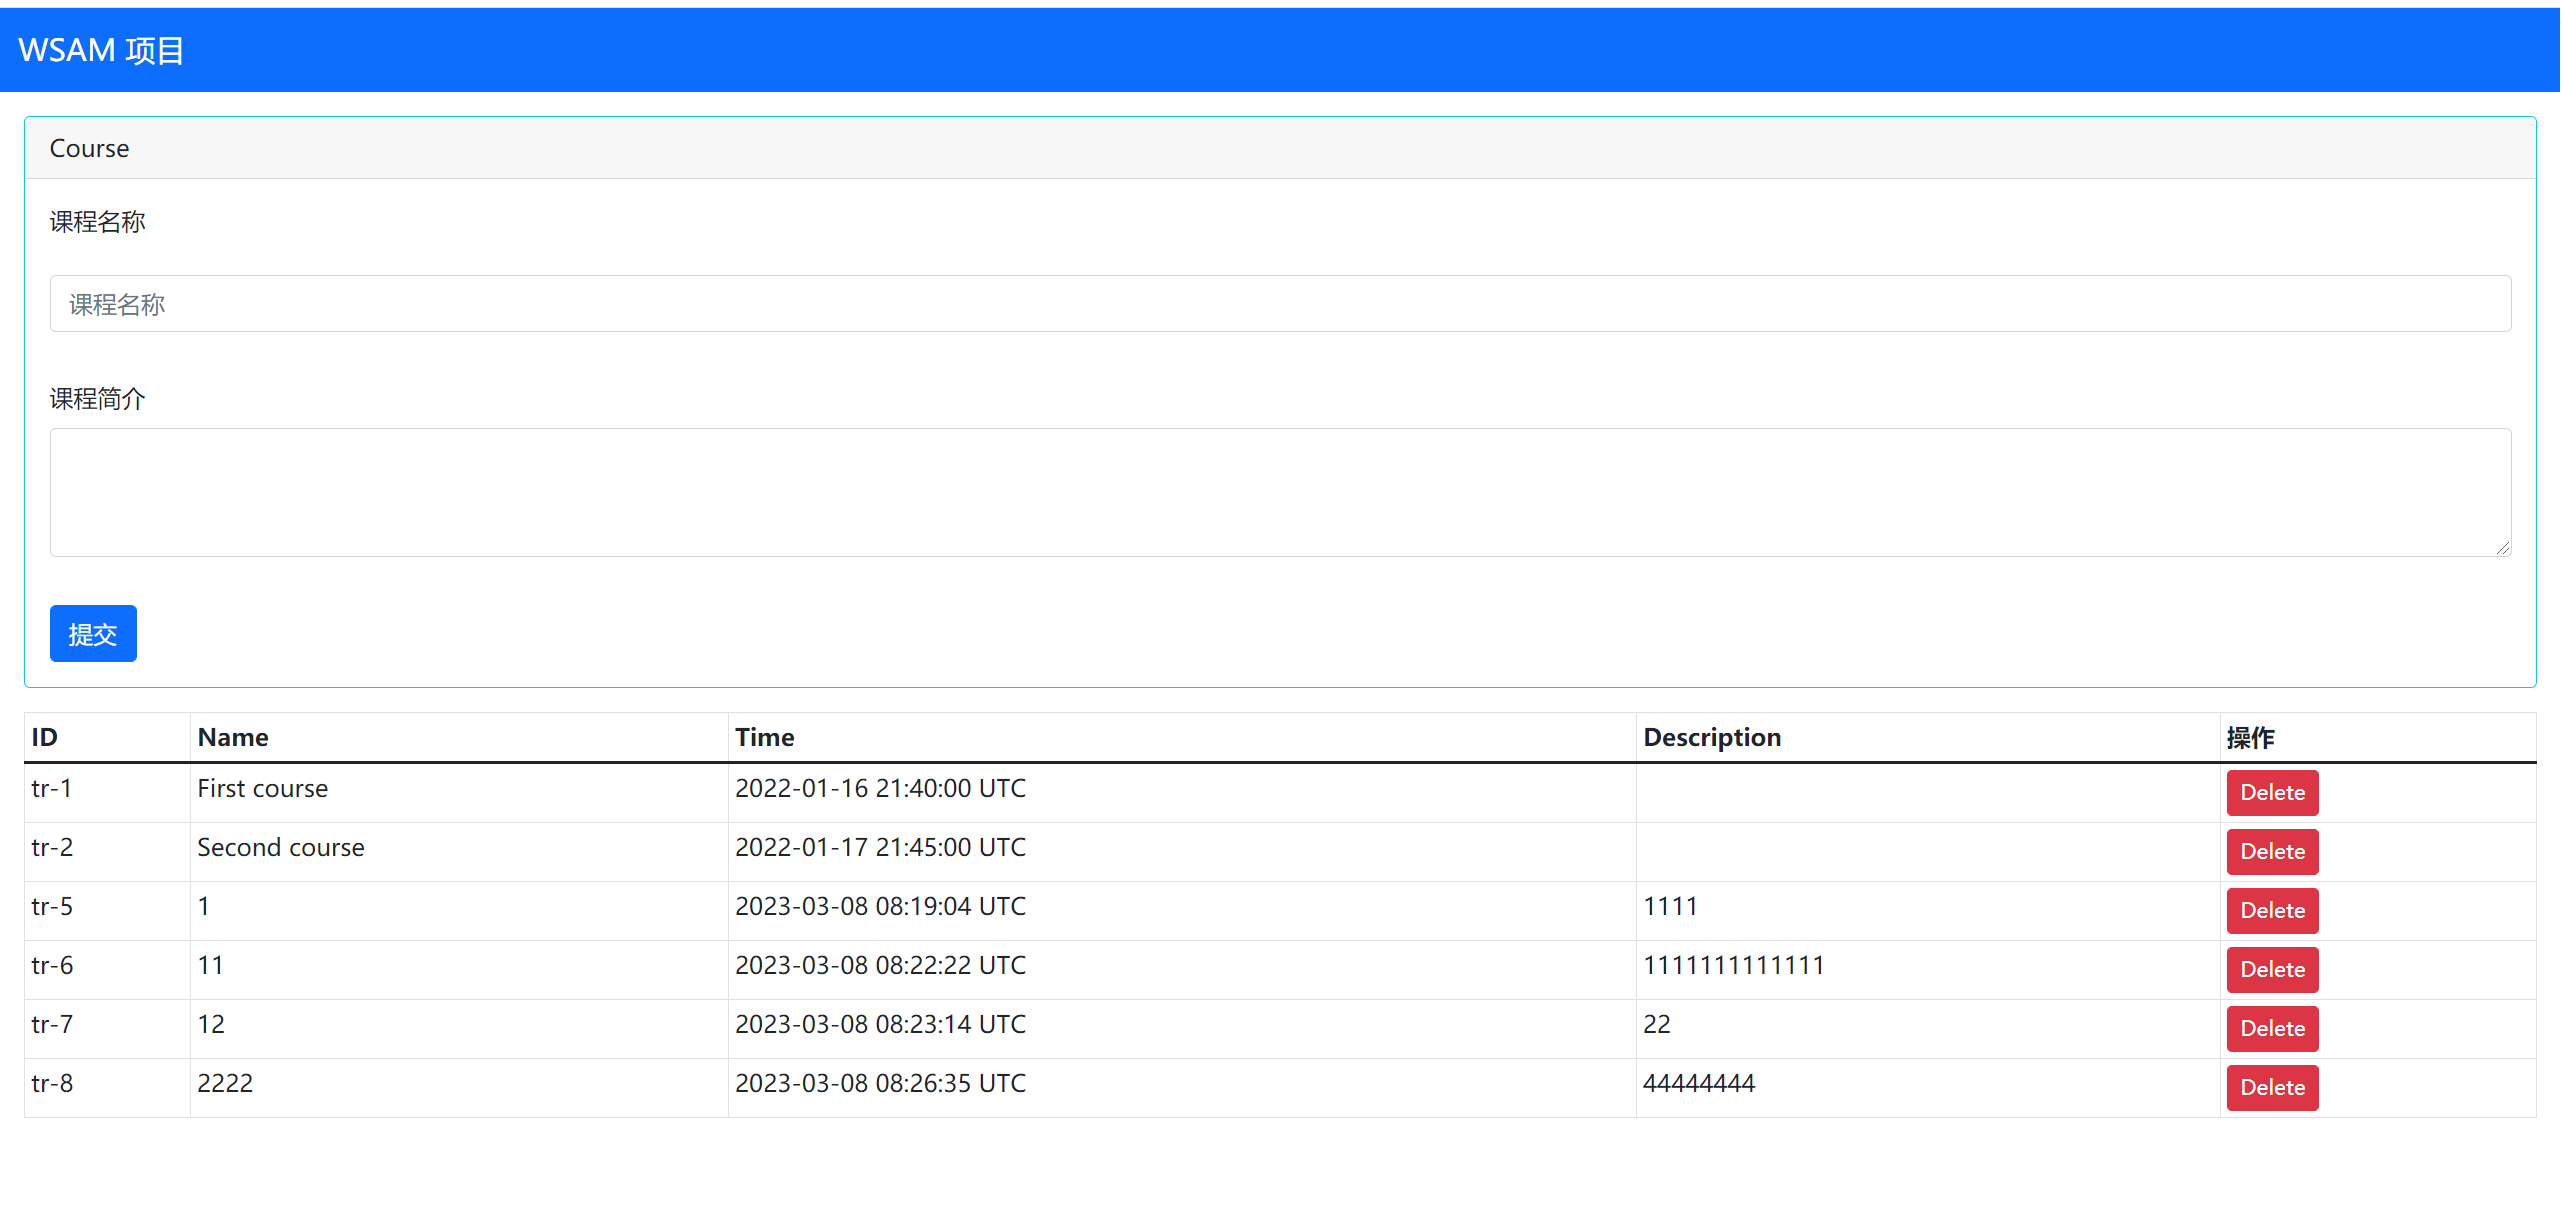 WSAM 项目
Course
课程名称
课程名称
课程简介
提交
ID Name Time Description 操作
tr-1 First course 2022-01-16 21:40:00 UTC Delete
tr-2 Second course 2022-01-17 21:45:00 UTC Delete
tr-5 1 2023-03-08 08:19:04 UTC 1111 Delete
tr-6 11 2023-03-08 08:22:22 UTC 1111111111111 Delete
tr-7 12 2023-03-08 08:23:14 UTC 22 Delete
tr-8 2222 2023-03-08 08:26:35 UTC 44444444 Delete